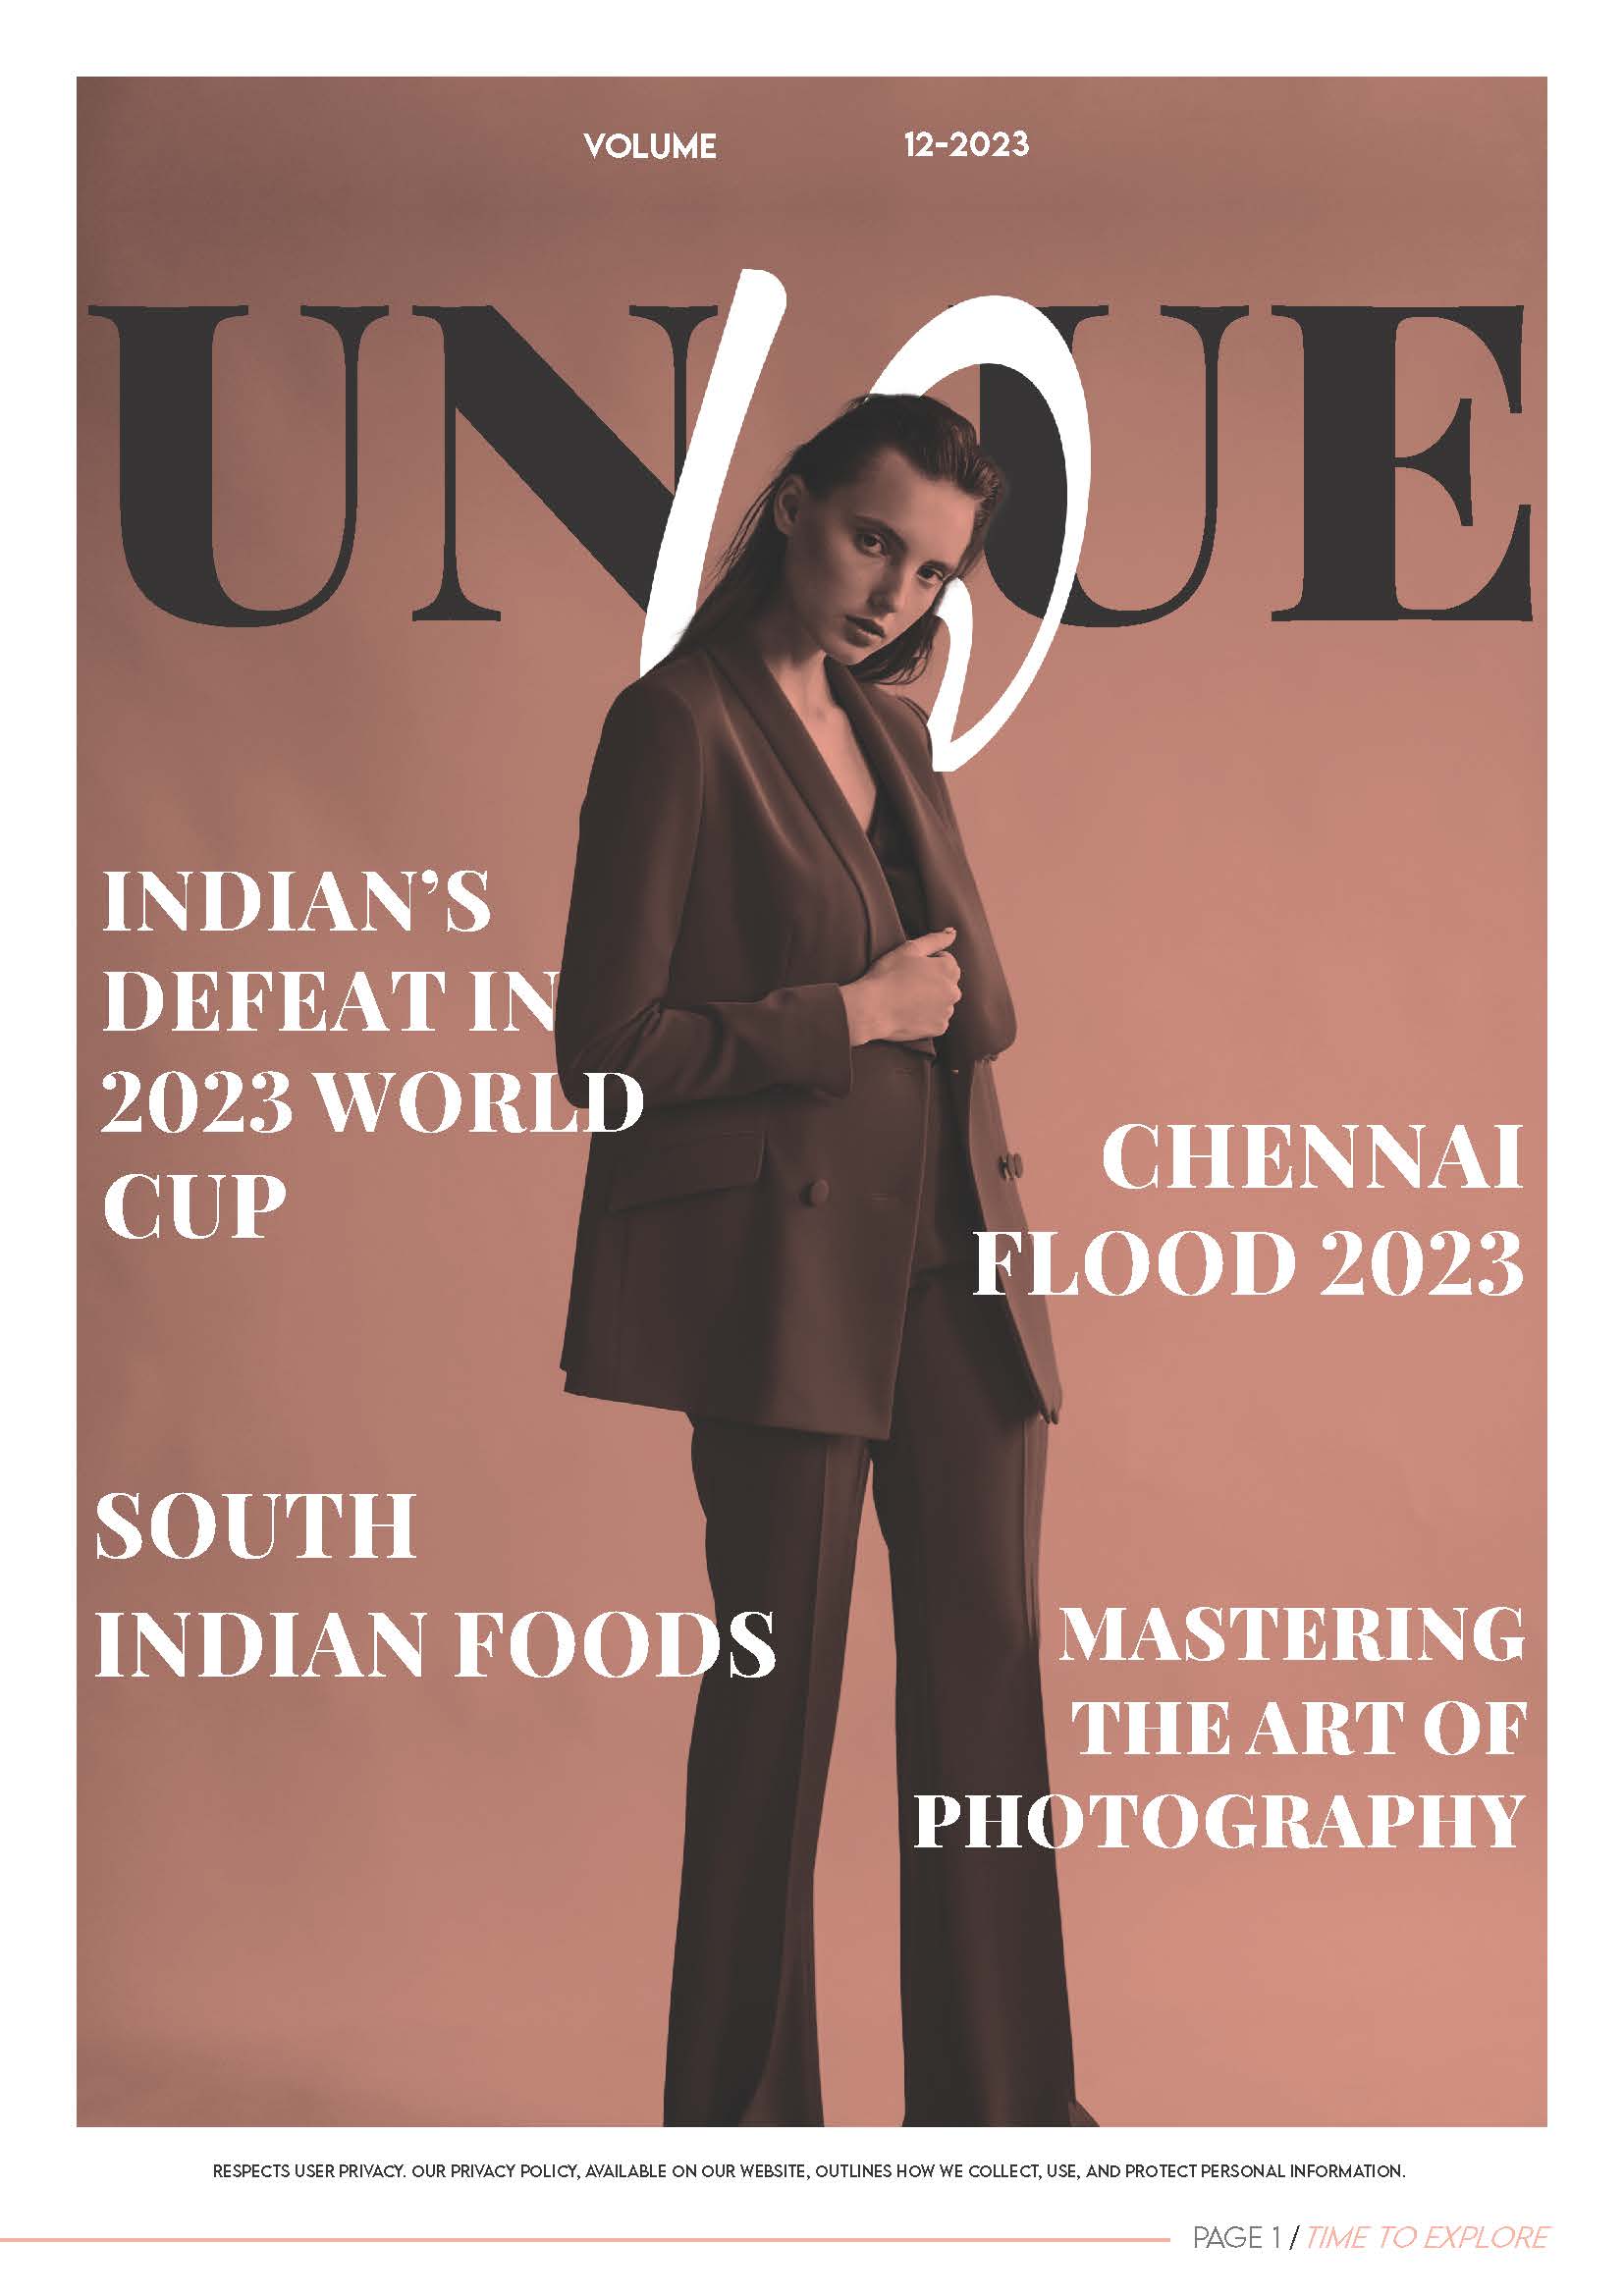 VOLUME 12-2023
UNIQUE
INDIAN’S
DEFEAT IN
2023 WORLD
CUP
CHENNAI
FLOOD 2023
SOUTH
INDIAN FOODS
MASTERING
THE ART OF
PHOTOGRAPHY
RESPECTS USER PRIVACY. OUR PRIVACY POLICY, AVAILABLE ON OUR WEBSITE, OUTLINES HOW WE COLLECT, USE, AND PROTECT PERSONAL INFORMATION.
PAGE 1 / TIME TO EXPLORE